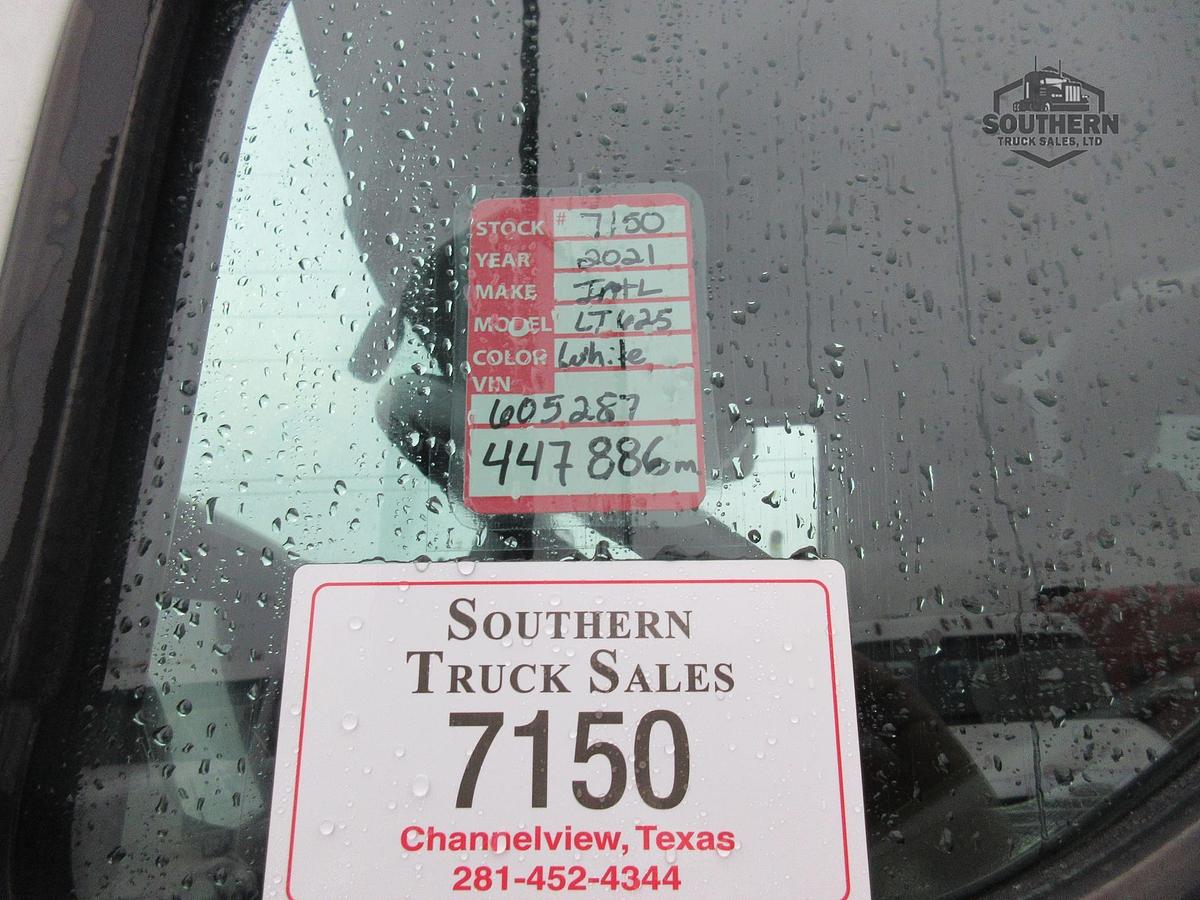 SOUTHERN
TRUCK SALES, LTD
STOCK # 7150
YEAR 2021
MAKE Intl
MODEL LT625
COLOR White
VIN
605287
447886m
SOUTHERN
TRUCK SALES
7150
Channelview, Texas
281-452-4344